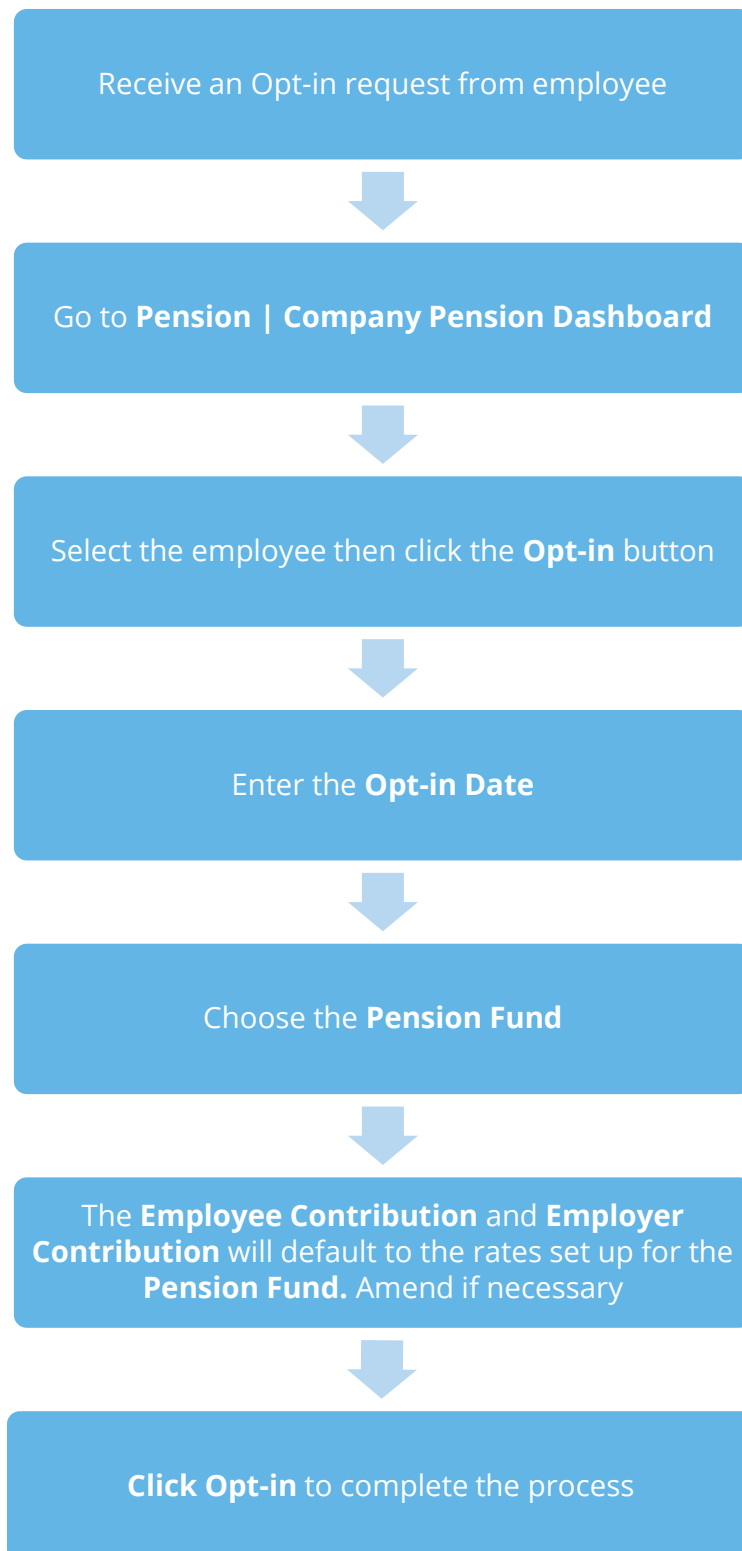 Receive an Opt-in request from employee
Go to Pension | Company Pension Dashboard
Select the employee then click the Opt-in button
Enter the Opt-in Date
Choose the Pension Fund
The Employee Contribution and Employer
Contribution will default to the rates set up for the
Pension Fund. Amend if necessary
Click Opt-in to complete the process